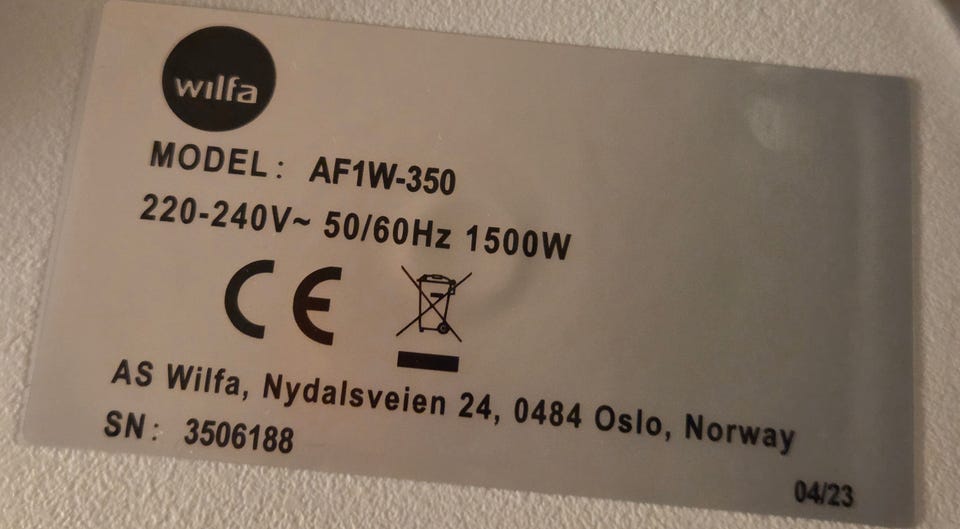 wilfa
MODEL: AF1W-350
220-240V~ 50/60Hz 1500W
CE
AS Wilfa, Nydalsveien 24, 0484 Oslo, Norway
SN: 3506188
04/23